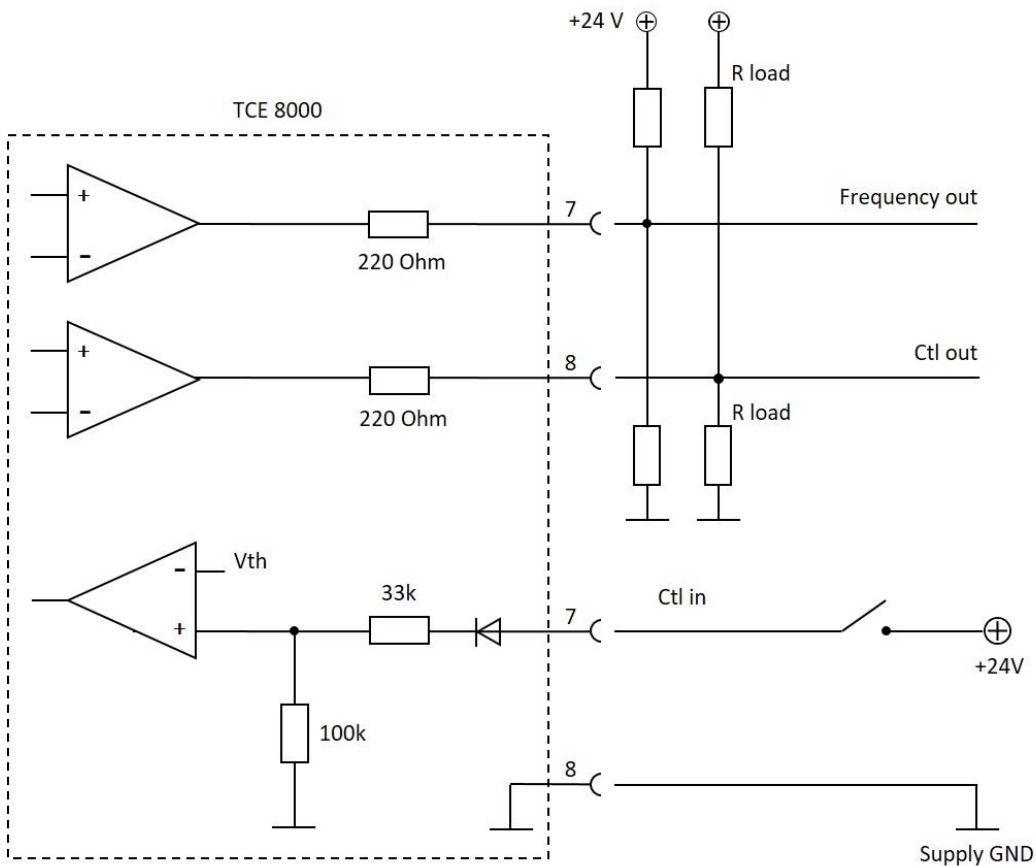 +24 V
R load
TCE 8000
+
-
7
Frequency out
220 Ohm
+
-
8
Ctl out
220 Ohm
R load
-
Vth
+
33k
7
Ctl in
+24V
100k
8
Supply GND